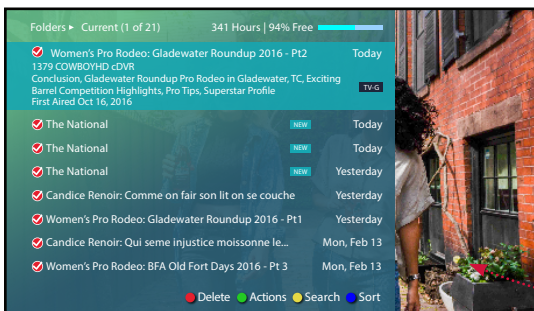 Folders ▸ Current (1 of 21) 341 Hours | 94% Free
Women's Pro Rodeo: Gladewater Roundup 2016 - Pt2 Today
1379 COWBOYHD cDVR
Conclusion, Gladewater Roundup Pro Rodeo in Gladewater, TC, Exciting
Barrel Competition Highlights, Pro Tips, Superstar Profile TV-G
First Aired Oct 16, 2016
The National NEW Today
The National NEW Today
The National NEW Yesterday
Candice Renoir: Comme on fair son lit on se couche Yesterday
Women's Pro Rodeo: Gladewater Roundup 2016 - Pt1 Yesterday
Candice Renoir: Qui seme injustice moissonne le... Mon, Feb 13
Women's Pro Rodeo: BFA Old Fort Days 2016 - Pt 3 Mon, Feb 13
Delete Actions Search Sort